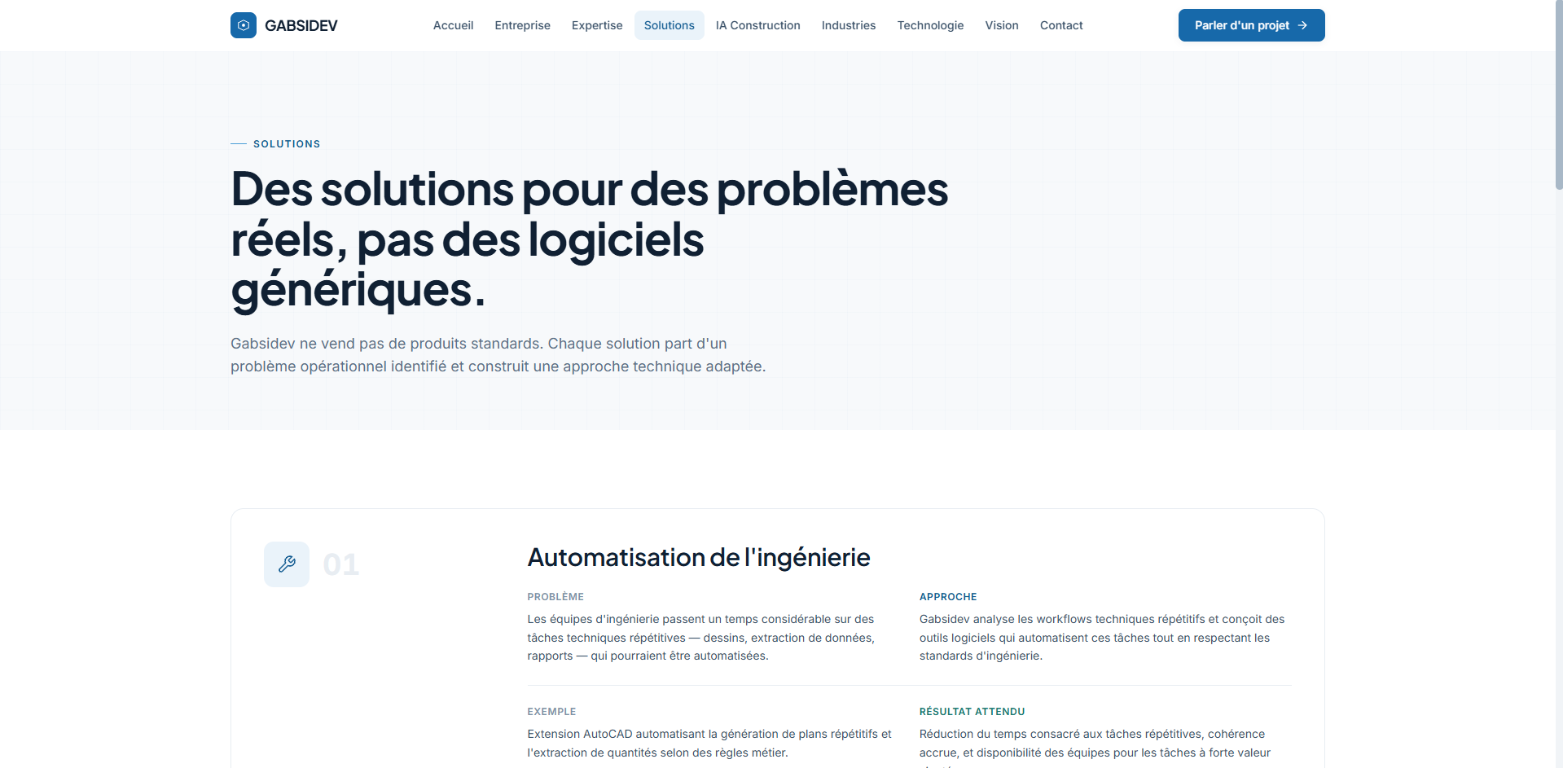 GABSIDEV
Accueil
Entreprise
Expertise
Solutions
IA Construction
Industries
Technologie
Vision
Contact
Parler d'un projet
SOLUTIONS
Des solutions pour des problèmes
réels, pas des logiciels
génériques.
Gabsidev ne vend pas de produits standards. Chaque solution part d'un
problème opérationnel identifié et construit une approche technique adaptée.
01
Automatisation de l'ingénierie
PROBLÈME
Les équipes d'ingénierie passent un temps considérable sur des
tâches techniques répétitives — dessins, extraction de données,
rapports — qui pourraient être automatisées.
APPROCHE
Gabsidev analyse les workflows techniques répétitifs et conçoit des
outils logiciels qui automatisent ces tâches tout en respectant les
standards d'ingénierie.
EXEMPLE
Extension AutoCAD automatisant la génération de plans répétitifs et
l'extraction de quantités selon des règles métier.
RÉSULTAT ATTENDU
Réduction du temps consacré aux tâches répétitives, cohérence
accrue, et disponibilité des équipes pour les tâches à forte valeur